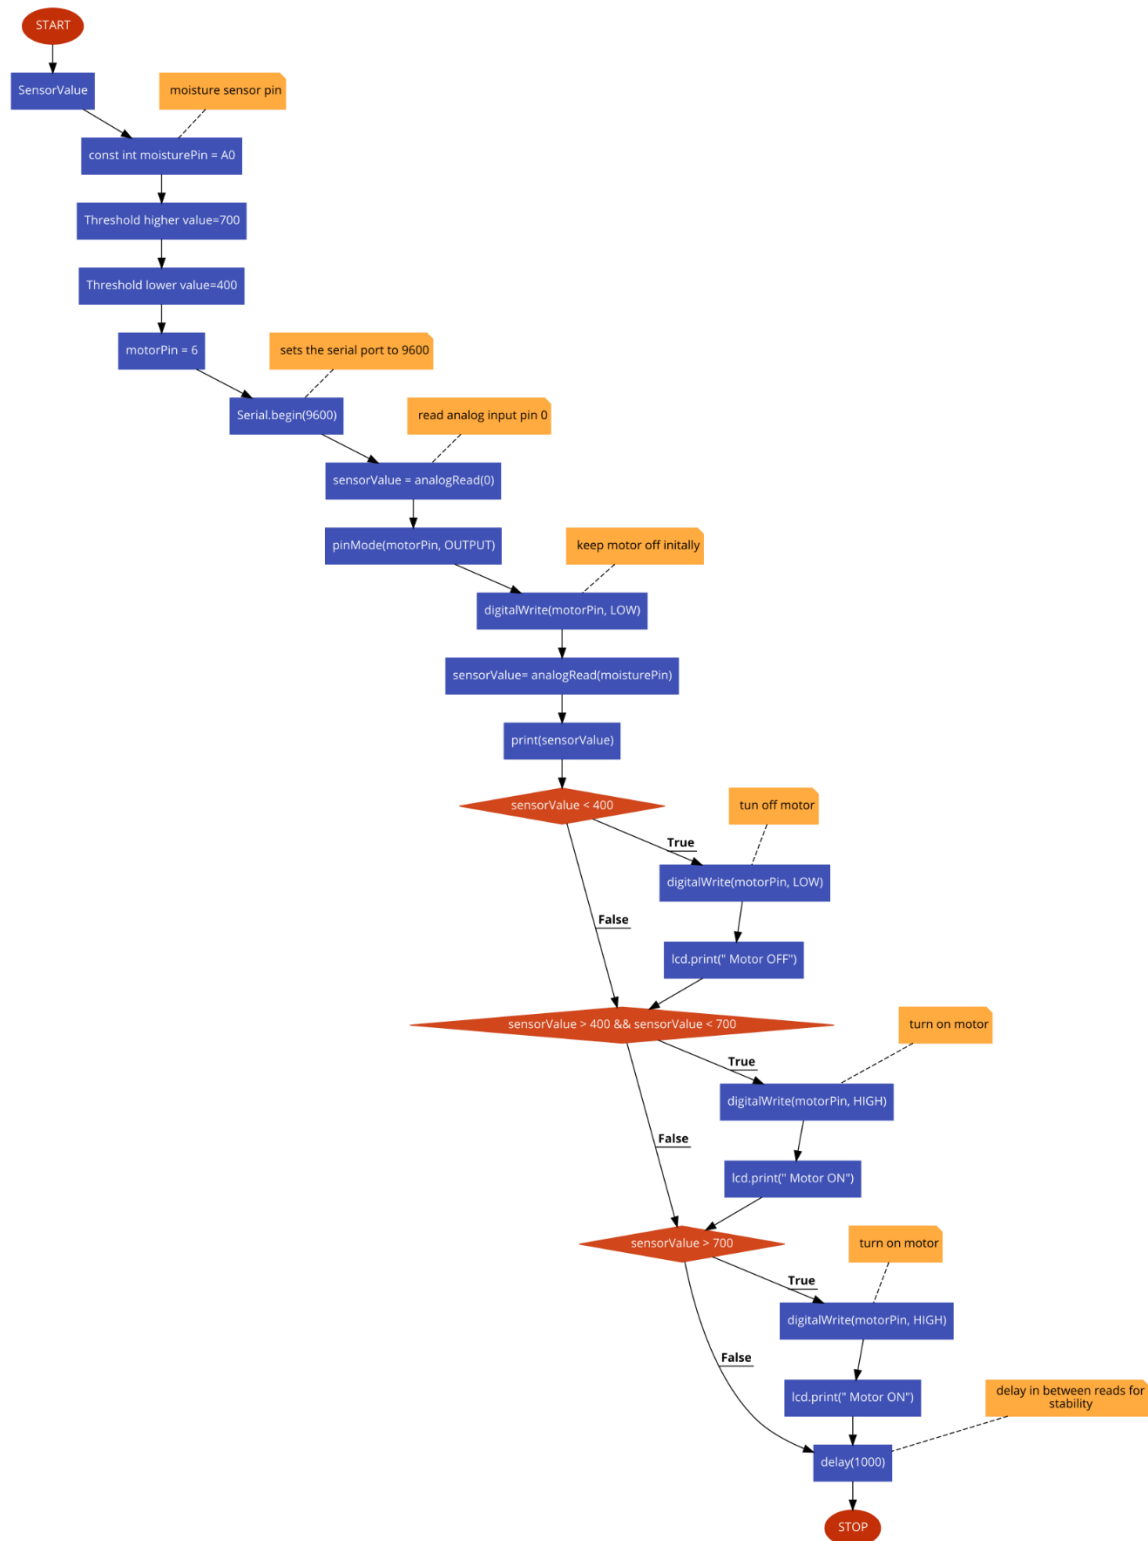 START
SensorValue
moisture sensor pin
const int moisturePin = A0
Threshold higher value=700
Threshold lower value=400
motorPin = 6
sets the serial port to 9600
Serial.begin(9600)
read analog input pin 0
sensorValue = analogRead(0)
pinMode(motorPin, OUTPUT)
keep motor off initally
digitalWrite(motorPin, LOW)
sensorValue= analogRead(moisturePin)
print(sensorValue)
sensorValue < 400
tun off motor
True
digitalWrite(motorPin, LOW)
False
lcd.print(" Motor OFF")
sensorValue > 400 && sensorValue < 700
turn on motor
True
digitalWrite(motorPin, HIGH)
False
lcd.print(" Motor ON")
sensorValue > 700
turn on motor
True
digitalWrite(motorPin, HIGH)
False
lcd.print(" Motor ON")
delay in between reads for
stability
delay(1000)
STOP